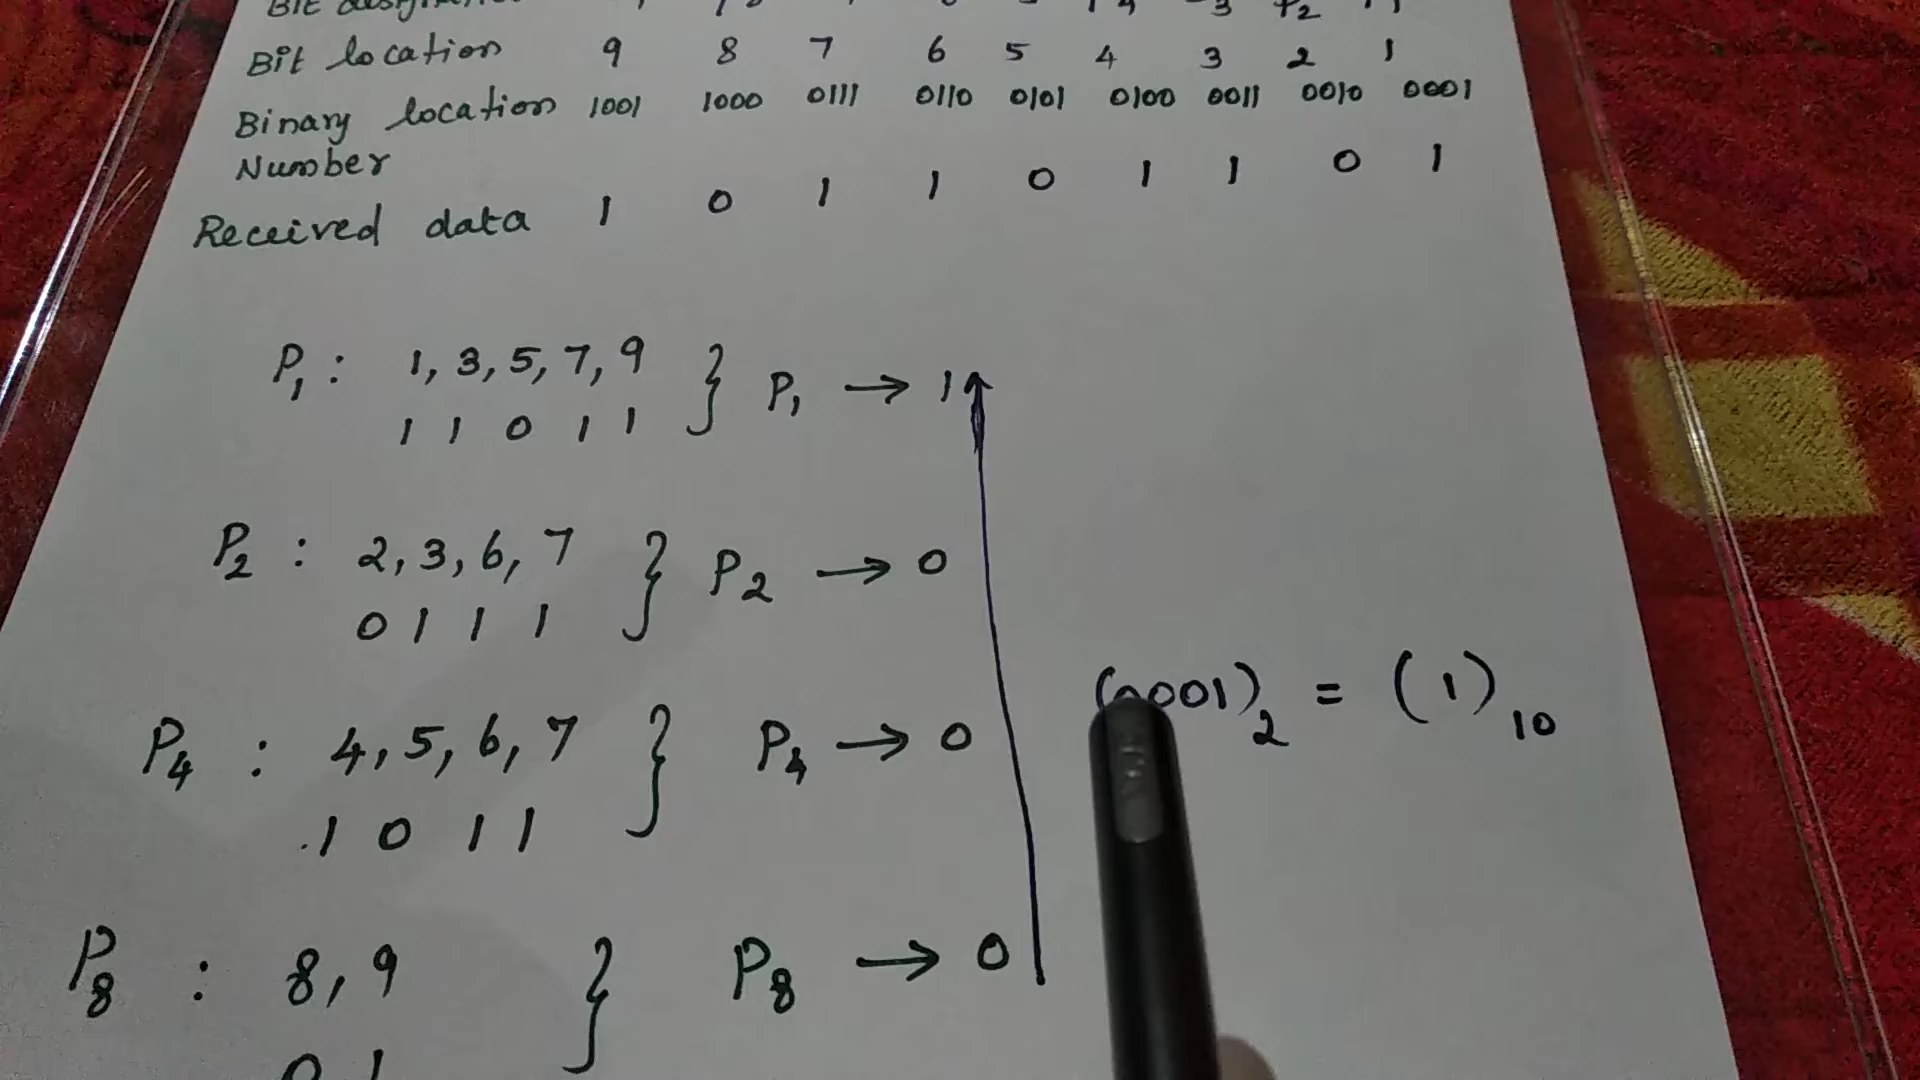 Bit location 9 8 7 6 5 4 3 2 1
Binary location 1001 1000 0111 0110 0101 0100 0011 0010 0001
Number
Received data 1 0 1 1 0 1 1 0 1
P1 : 1, 3, 5, 7, 9 } P1 → 1
1 1 0 1 1
P2 : 2, 3, 6, 7 } P2 → 0
0 1 1 1
(0001)2 = (1)10
P4 : 4, 5, 6, 7 } P4 → 0
1 0 1 1
P8 : 8, 9 } P8 → 0
0 1